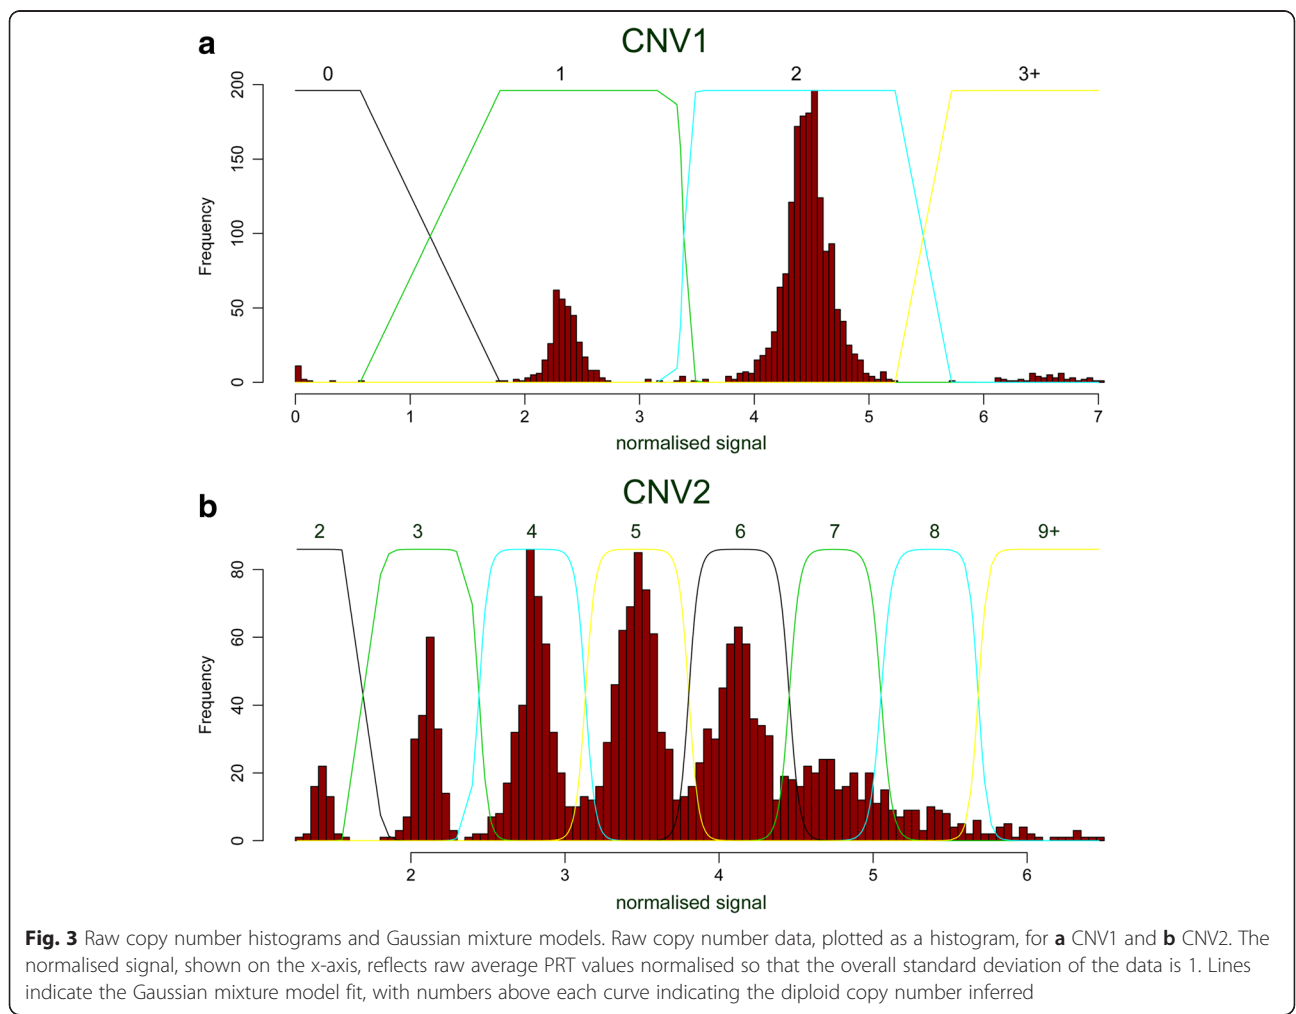 a
CNV1
0 1 2 3+
200
150
100
50
0
Frequency
0 1 2 3 4 5 6 7
normalised signal
b
CNV2
2 3 4 5 6 7 8 9+
80
60
40
20
0
Frequency
2 3 4 5 6
normalised signal
Fig. 3 Raw copy number histograms and Gaussian mixture models. Raw copy number data, plotted as a histogram, for a CNV1 and b CNV2. The
normalised signal, shown on the x-axis, reflects raw average PRT values normalised so that the overall standard deviation of the data is 1. Lines
indicate the Gaussian mixture model fit, with numbers above each curve indicating the diploid copy number inferred